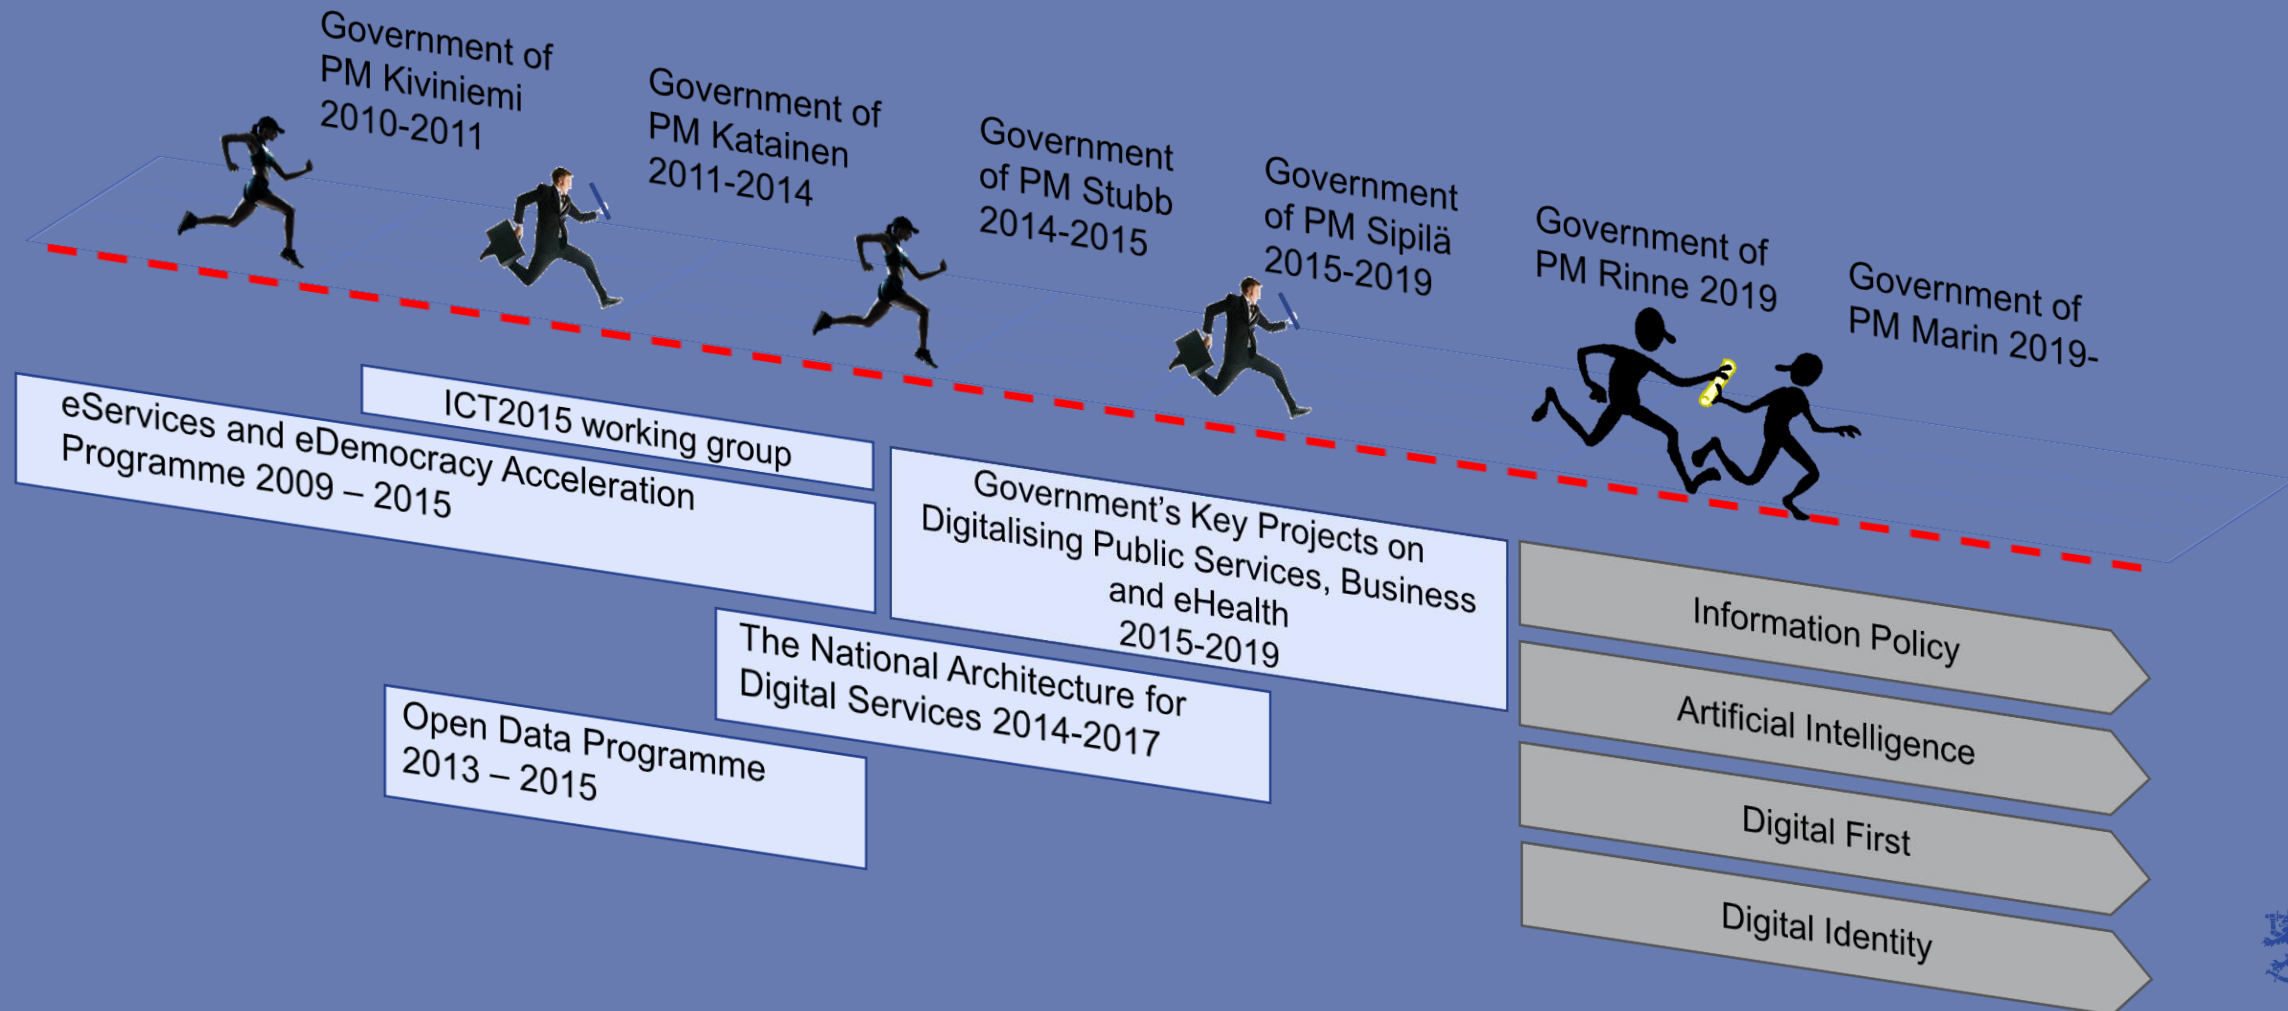 Government of
PM Kiviniemi
2010-2011
Government of
PM Katainen
2011-2014
Government
of PM Stubb
2014-2015
Government
of PM Sipilä
2015-2019
Government of
PM Rinne 2019
Government of
PM Marin 2019-
ICT2015 working group
eServices and eDemocracy Acceleration
Programme 2009 – 2015
Government’s Key Projects on
Digitalising Public Services, Business
and eHealth
2015-2019
The National Architecture for
Digital Services 2014-2017
Open Data Programme
2013 – 2015
Information Policy
Artificial Intelligence
Digital First
Digital Identity